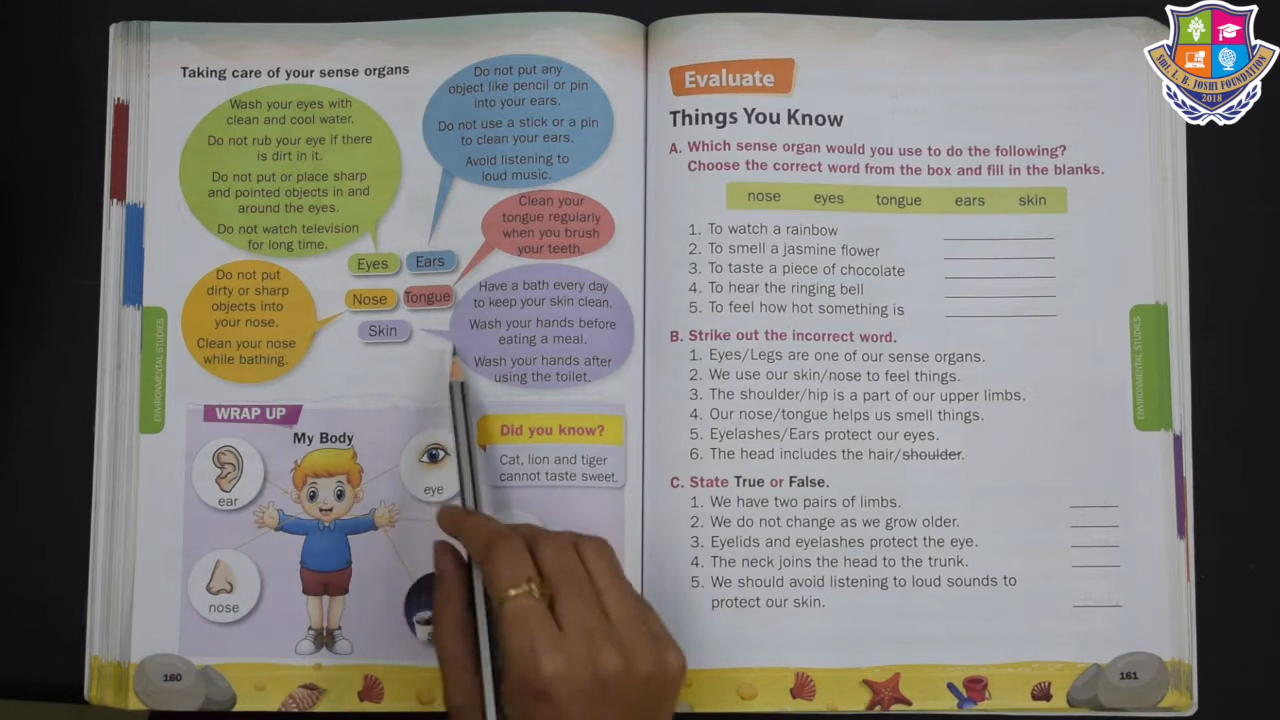 Taking care of your sense organs
Wash your eyes with
clean and cool water.
Do not rub your eye if there
is dirt in it.
Do not put or place sharp
and pointed objects in and
around the eyes.
Do not watch television
for long time.
Do not put any
object like pencil or pin
into your ears.
Do not use a stick or a pin
to clean your ears.
Avoid listening to
loud music.
Clean your
tongue regularly
when you brush
your teeth.
Eyes
Ears
Nose
Tongue
Skin
Do not put
dirty or sharp
objects into
your nose.
Clean your nose
while bathing.
Have a bath every day
to keep your skin clean.
Wash your hands before
eating a meal.
Wash your hands after
using the toilet.
ENVIRONMENTAL STUDIES
WRAP UP
My Body
ear
eye
nose
Did you know?
Cat, lion and tiger
cannot taste sweet.
160
Evaluate
Things You Know
A. Which sense organ would you use to do the following?
Choose the correct word from the box and fill in the blanks.
nose eyes tongue ears skin
1. To watch a rainbow
2. To smell a jasmine flower
3. To taste a piece of chocolate
4. To hear the ringing bell
5. To feel how hot something is
B. Strike out the incorrect word.
1. Eyes/Legs are one of our sense organs.
2. We use our skin/nose to feel things.
3. The shoulder/hip is a part of our upper limbs.
4. Our nose/tongue helps us smell things.
5. Eyelashes/Ears protect our eyes.
6. The head includes the hair/shoulder.
C. State True or False.
1. We have two pairs of limbs.
2. We do not change as we grow older.
3. Eyelids and eyelashes protect the eye.
4. The neck joins the head to the trunk.
5. We should avoid listening to loud sounds to
protect our skin.
ENVIRONMENTAL STUDIES
161
SMT. I. B. JOSHI FOUNDATION
2018